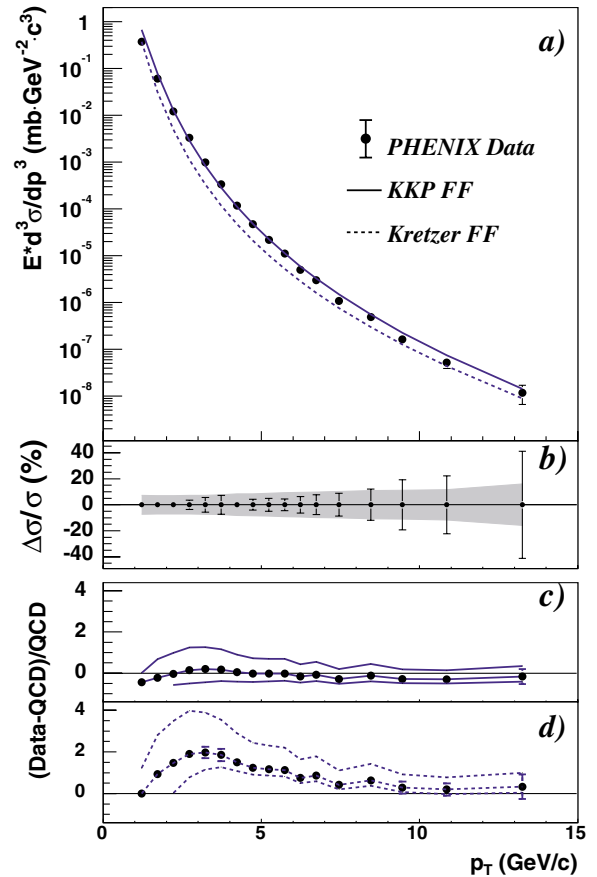 E*d³σ/dp³ (mb·GeV⁻²·c³)
1
10⁻¹
10⁻²
10⁻³
10⁻⁴
10⁻⁵
10⁻⁶
10⁻⁷
10⁻⁸
a)
PHENIX Data
KKP FF
Kretzer FF
Δσ/σ (%)
40
20
0
-20
-40
b)
(Data-QCD)/QCD
4
2
0
c)
4
2
0
d)
0 5 10 15
p_T (GeV/c)